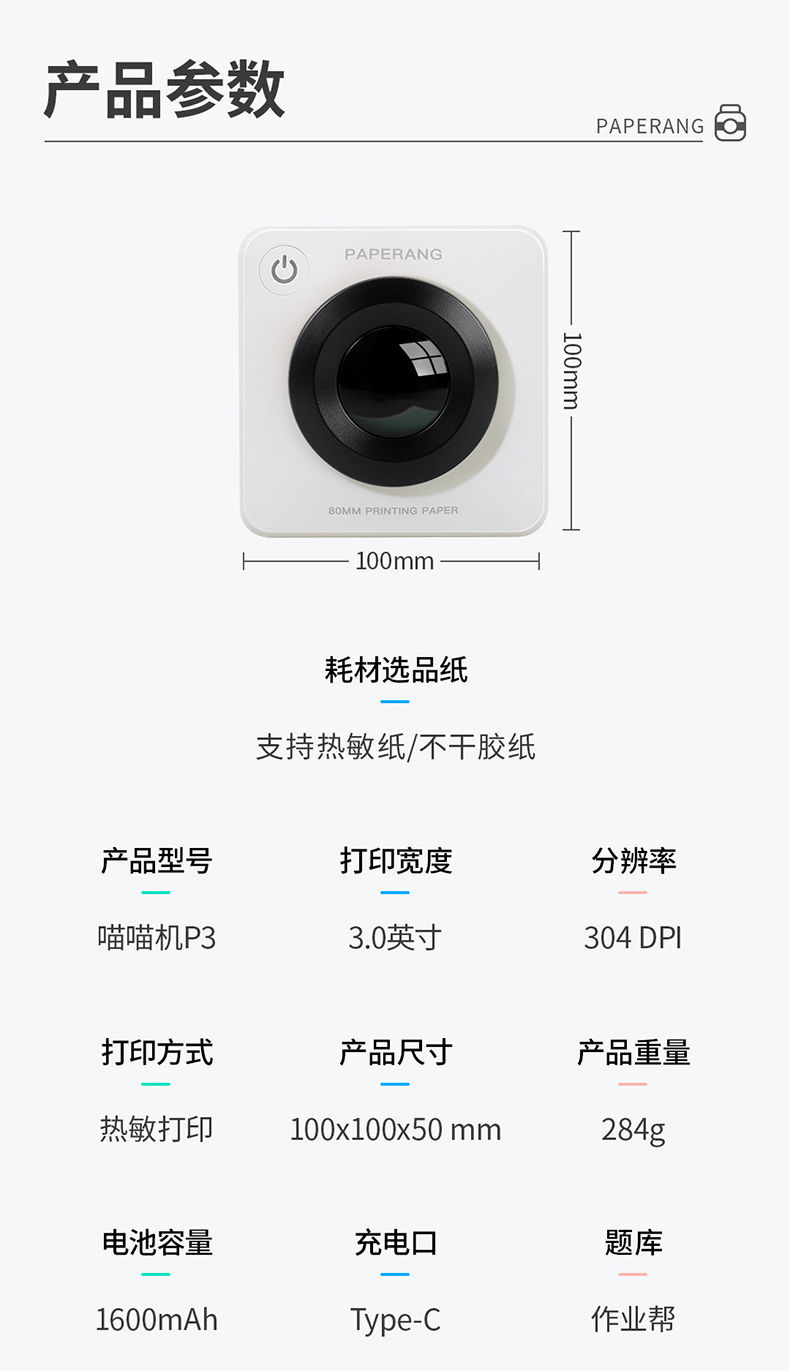 产品参数
PAPERANG
PAPERANG
80MM PRINTING PAPER
100mm
100mm
耗材选品纸
支持热敏纸/不干胶纸
产品型号 打印宽度 分辨率
喵喵机P3 3.0英寸 304 DPI
打印方式 产品尺寸 产品重量
热敏打印 100x100x50 mm 284g
电池容量 充电口 题库
1600mAh Type-C 作业帮